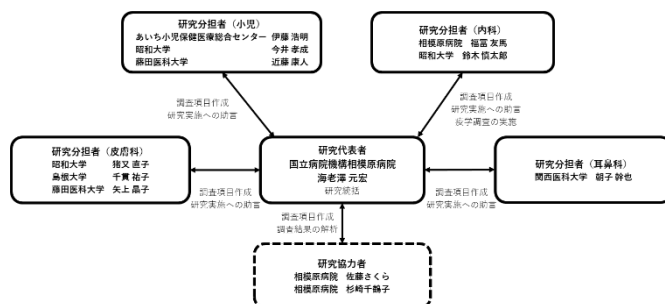 研究分担者（小児）
あいち小児保健医療総合センター 伊藤 浩明
昭和大学 今井 孝成
藤田医科大学 近藤 康人
研究分担者（内科）
相模原病院 福冨 友馬
昭和大学 鈴木 慎太郎
調査項目作成
研究実施への助言
調査項目作成
研究実施への助言
疫学調査の実施
研究分担者（皮膚科）
昭和大学 猪又 直子
島根大学 千貫 祐子
藤田医科大学 矢上 晶子
研究代表者
国立病院機構相模原病院
海老澤 元宏
研究統括
研究分担者（耳鼻科）
関西医科大学 朝子 幹也
調査項目作成
研究実施への助言
調査項目作成
研究実施への助言
調査項目作成
調査結果の解析
研究協力者
相模原病院 佐藤さくら
相模原病院 杉崎千鶴子